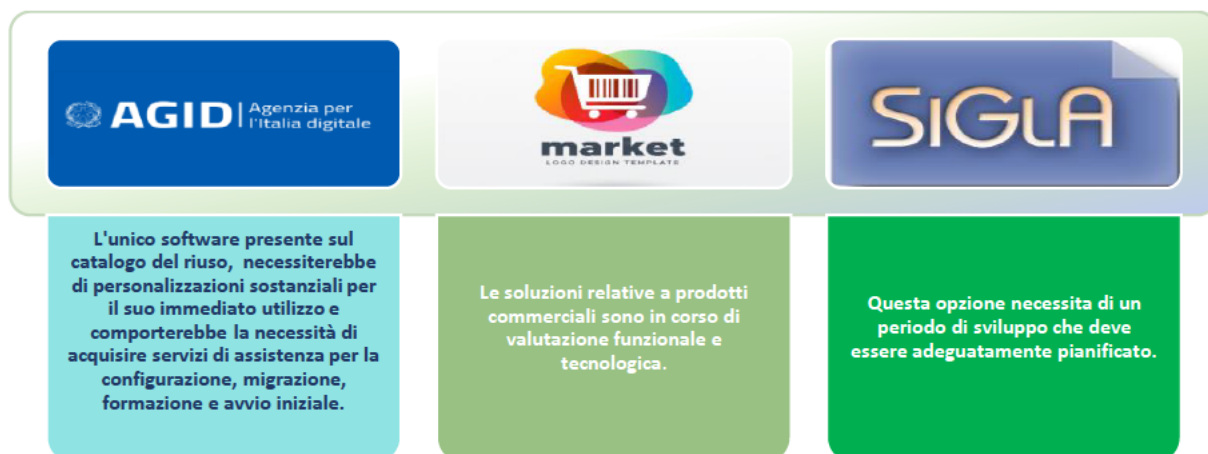 AGID Agenzia per
l'Italia digitale
market
LOGO DESIGN TEMPLATE
SIGLA
L'unico software presente sul
catalogo del riuso, necessiterebbe
di personalizzazioni sostanziali per
il suo immediato utilizzo e
comporterebbe la necessità di
acquisire servizi di assistenza per la
configurazione, migrazione,
formazione e avvio iniziale.
Le soluzioni relative a prodotti
commerciali sono in corso di
valutazione funzionale e
tecnologica.
Questa opzione necessita di un
periodo di sviluppo che deve
essere adeguatamente pianificato.